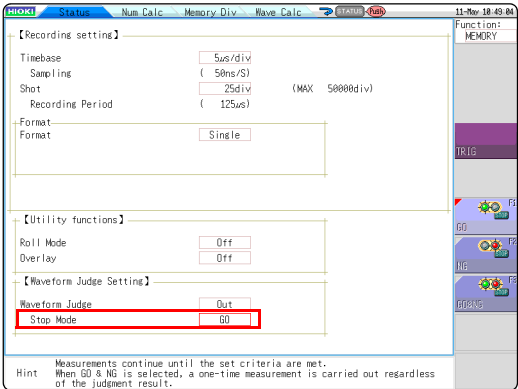 HIOKI Status Num Calc Memory Div Wave Calc STATUS Push 11-May 10:49 04
Function:
MEMORY
【Recording setting】
Timebase 5µs/div
Sampling ( 50ns/S)
Shot 25div (MAX 50000div)
Recording Period ( 125µs)
Format
Format Single
TRIG
【Utility functions】
F1
GO
Roll Mode Off
F2
Overlay Off
NG
【Waveform Judge Setting】
F3
Waveform Judge Out
GO&NG
Stop Mode GO
Hint Measurements continue until the set criteria are met.
When GO & NG is selected, a one-time measurement is carried out regardless
of the judgment result.